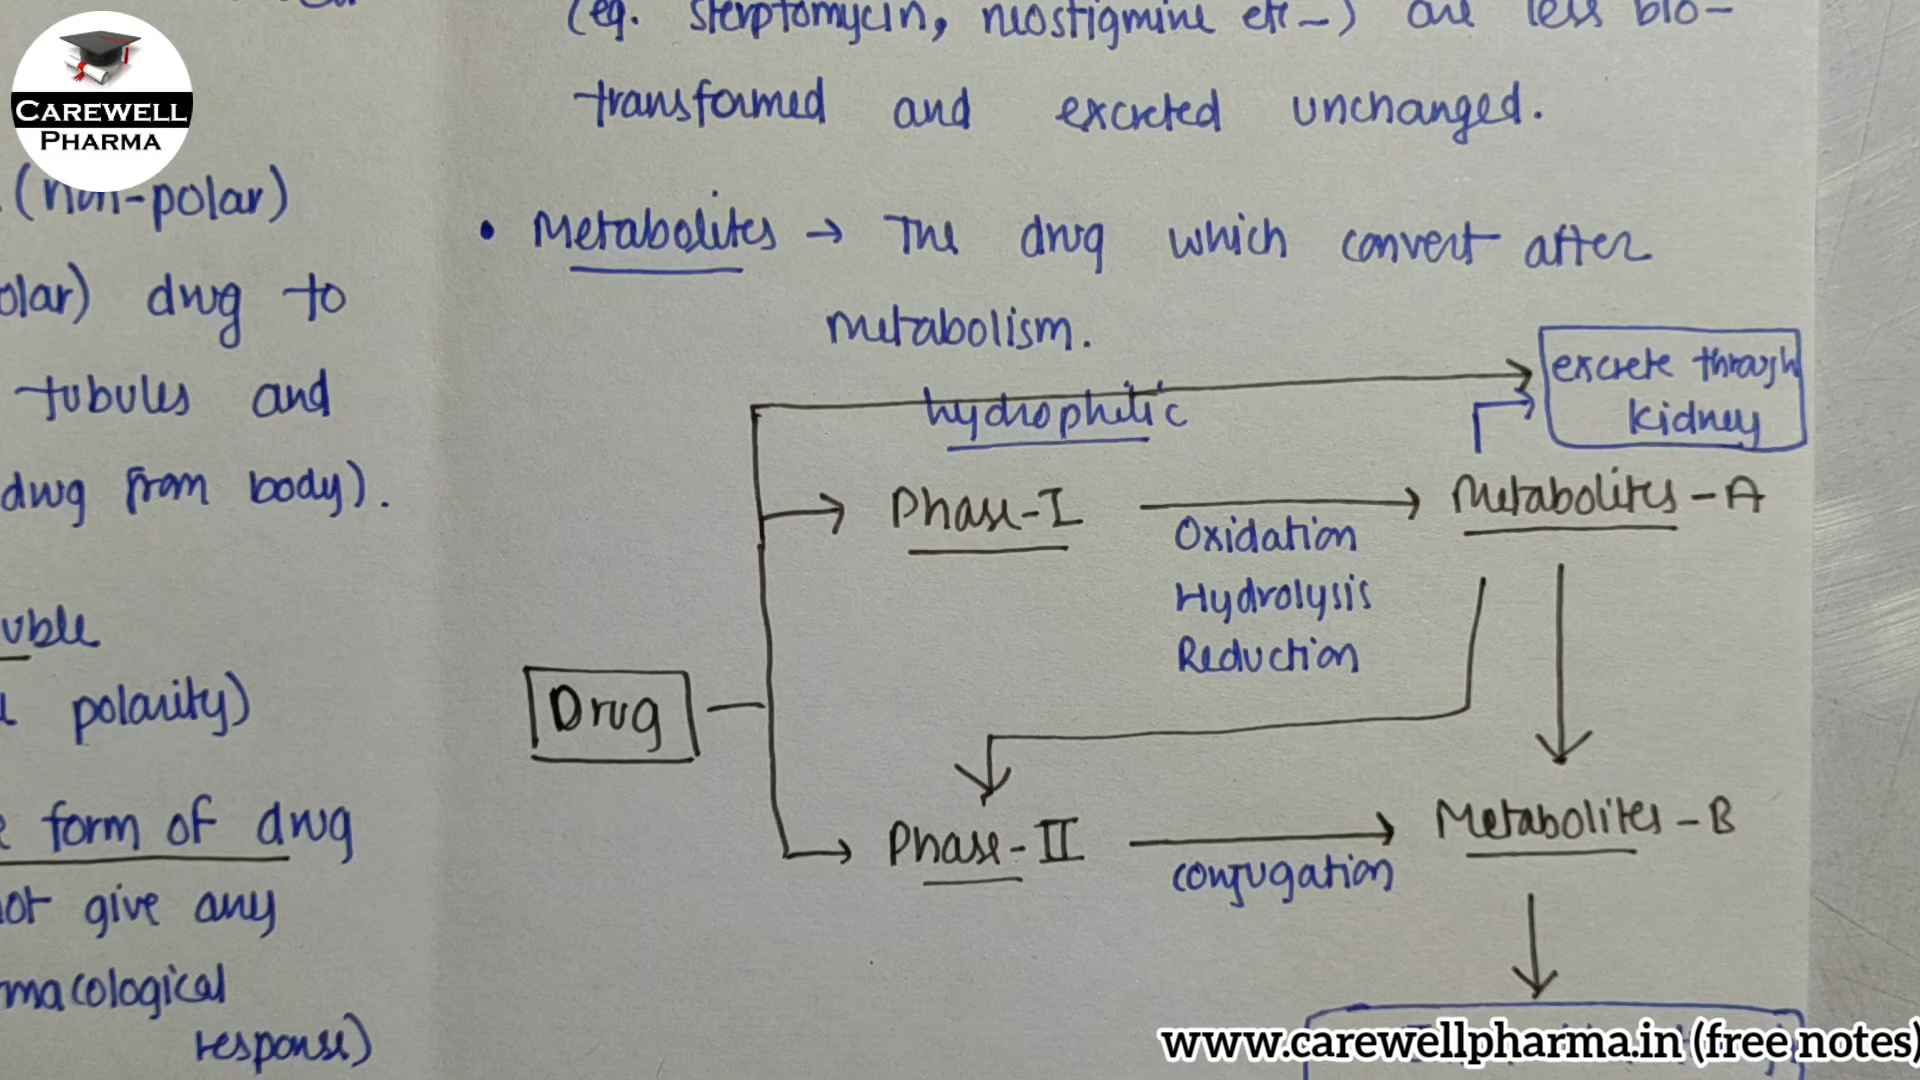 CAREWELL
PHARMA
(non-polar)
olar) drug to
tubules and
drug from body).
uble
polarity)
form of drug
not give any
macological
response)
(eg. sterptomycin, neostigmine etc-) are less bio-
transformed and excreted unchanged.
• Metabolites → The drug which convert after
metabolism.
hydrophilic
excrete through
kidney
Phase-I
Oxidation
Hydrolysis
Reduction
Metabolites-A
Drug
Phase-II
conjugation
Metabolites-B
www.carewellpharma.in (free notes)